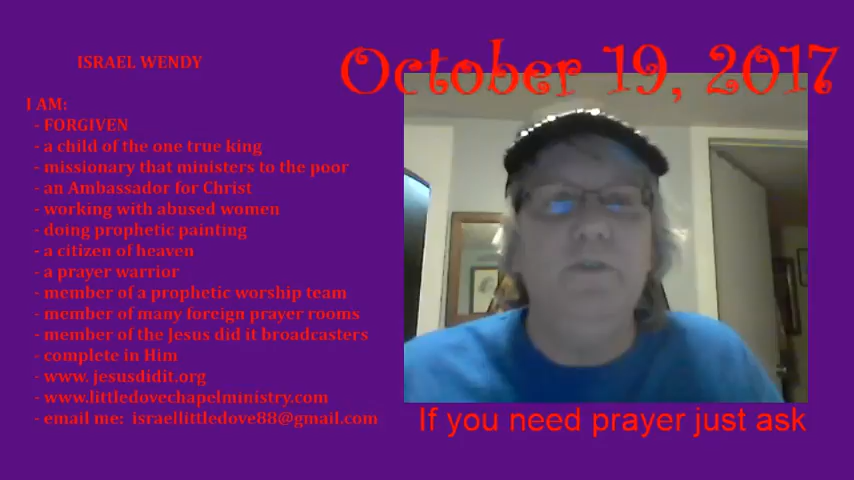 ISRAEL WENDY
October 19, 2017
I AM:
- FORGIVEN
- a child of the one true king
- missionary that ministers to the poor
- an Ambassador for Christ
- working with abused women
- doing prophetic painting
- a citizen of heaven
- a prayer warrior
- member of a prophetic worship team
- member of many foreign prayer rooms
- member of the Jesus did it broadcasters
- complete in Him
- www. jesusdidit.org
- www.littledovechapelministry.com
- email me:  israellittledove88@gmail.com
If you need prayer just ask